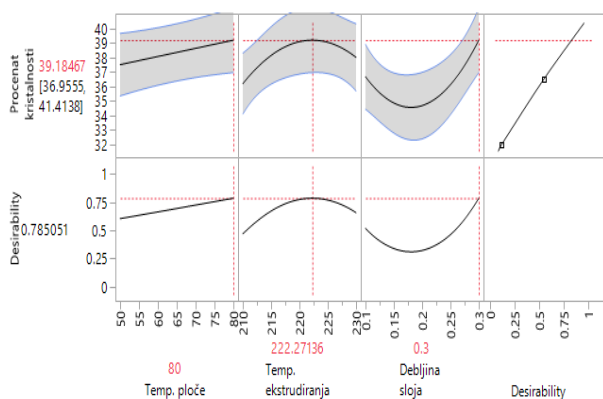 40
39
38
37
36
35
34
33
32
Procenat
kristalnosti
39.18467
[36.9555,
41.4138]
1
0.75
0.5
0.25
0
Desirability
0.785051
50 55 60 65 70 75 80
210 215 220 225 230
0.1 0.15 0.2 0.25 0.3
0 0.25 0.5 0.75 1
80
Temp. ploče
222.27136
Temp.
ekstrudiranja
0.3
Debljina
sloja
Desirability